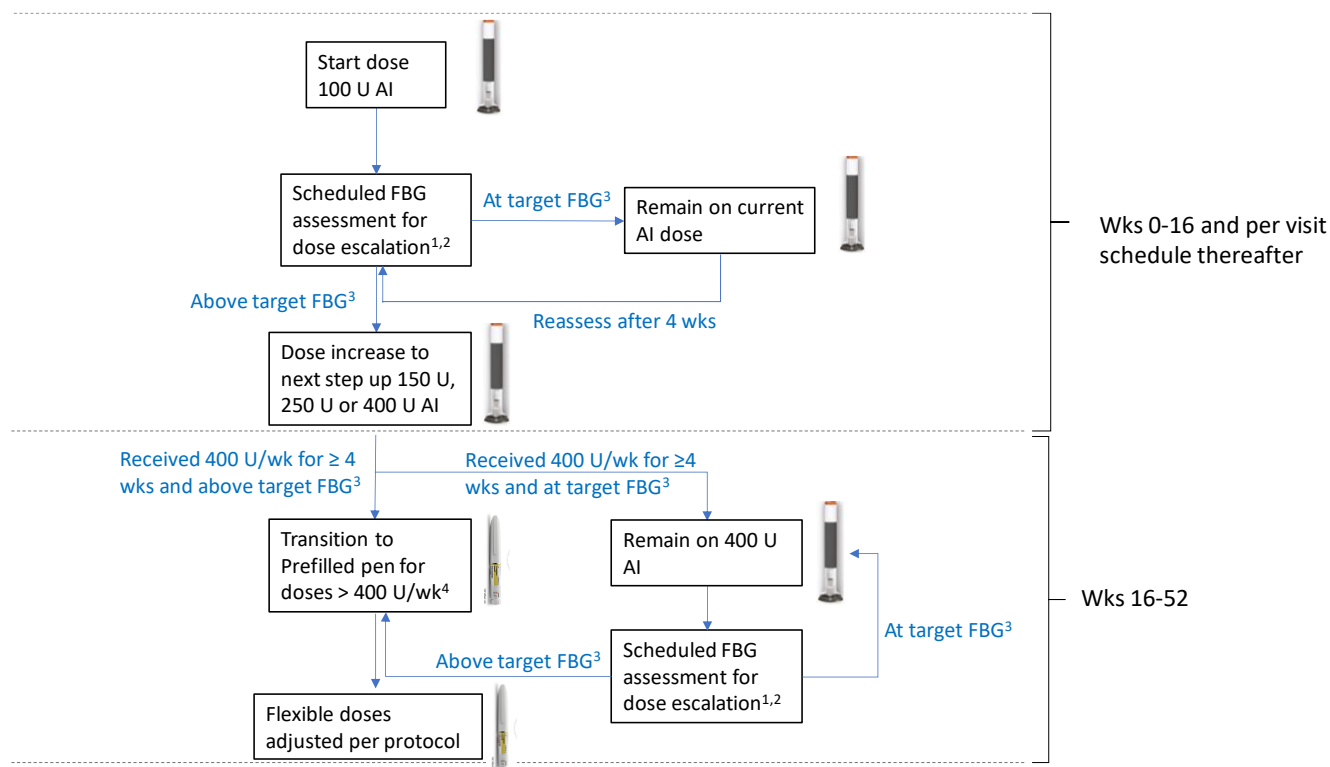 Start dose
100 U AI
Scheduled FBG
assessment for
dose escalation1,2
At target FBG3
Remain on current
AI dose
Wks 0-16 and per visit
schedule thereafter
Above target FBG3
Reassess after 4 wks
Dose increase to
next step up 150 U,
250 U or 400 U AI
Received 400 U/wk for ≥ 4
wks and above target FBG3
Received 400 U/wk for ≥4
wks and at target FBG3
Transition to
Prefilled pen for
doses > 400 U/wk4
Remain on 400 U
AI
Wks 16-52
At target FBG3
Above target FBG3
Scheduled FBG
assessment for
dose escalation1,2
Flexible doses
adjusted per protocol